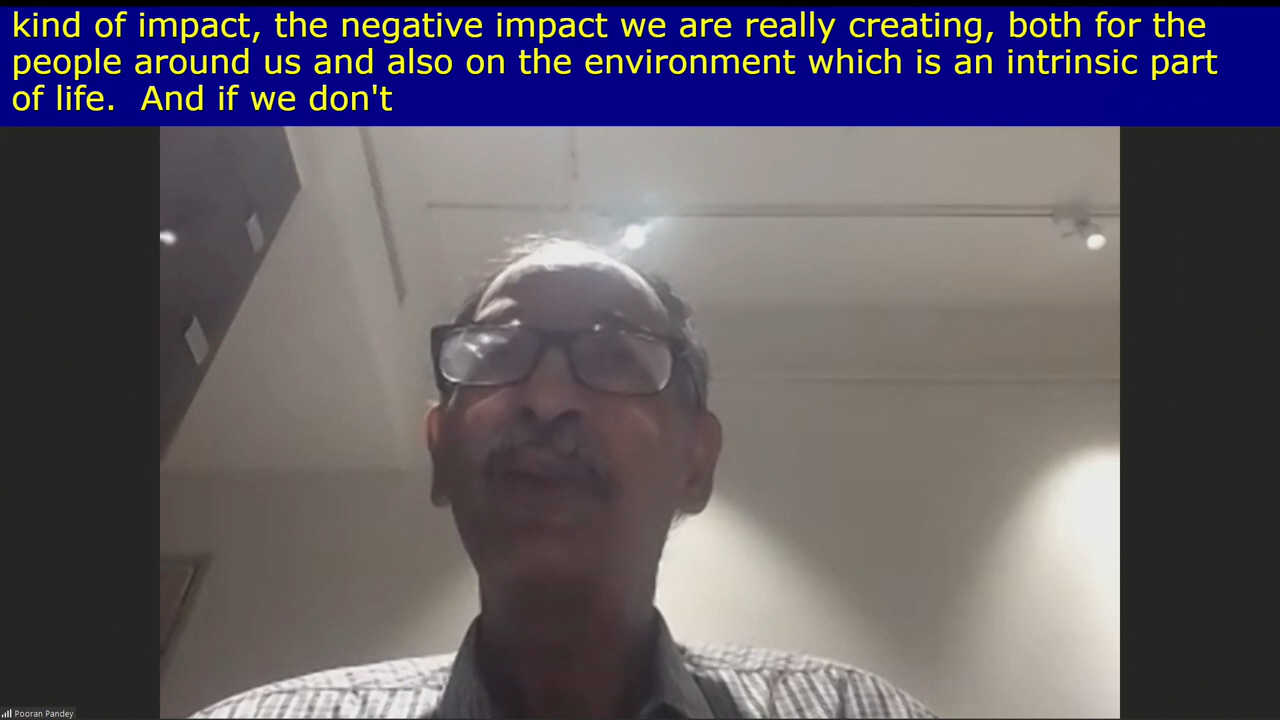 kind of impact, the negative impact we are really creating, both for the
people around us and also on the environment which is an intrinsic part
of life.  And if we don't
Pooran Pandey